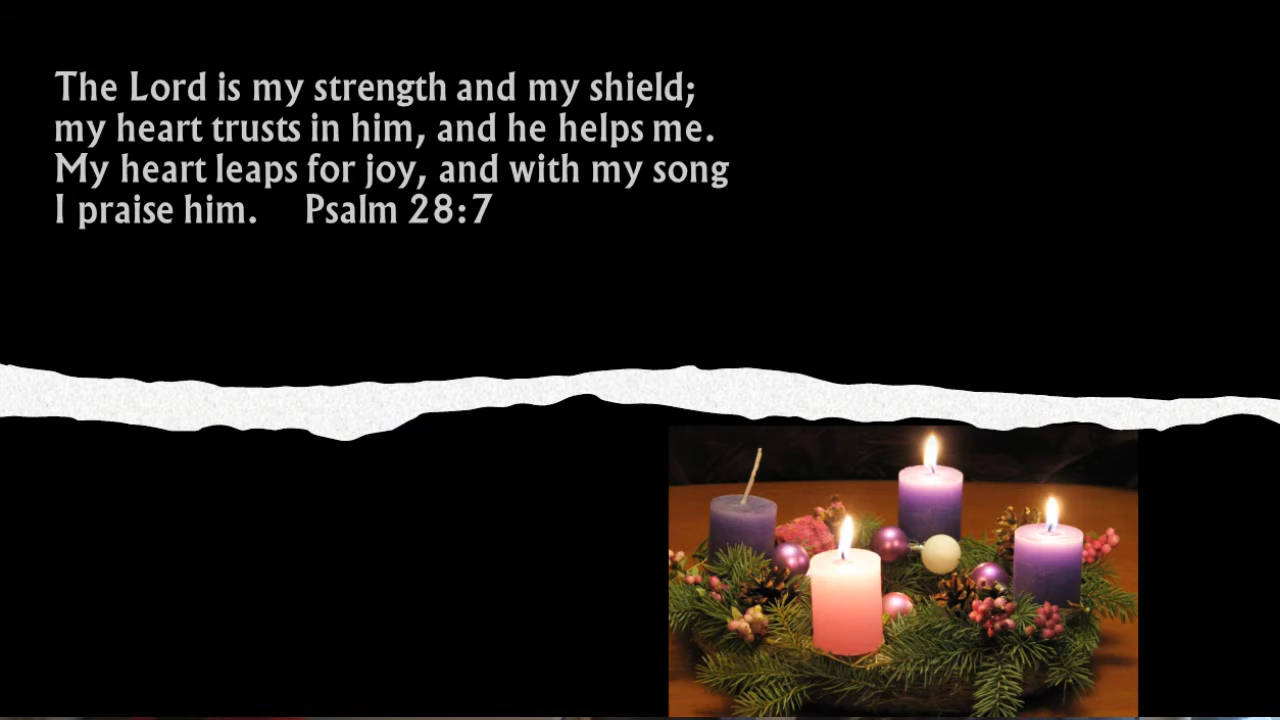 The Lord is my strength and my shield;
my heart trusts in him, and he helps me.
My heart leaps for joy, and with my song
I praise him. Psalm 28:7